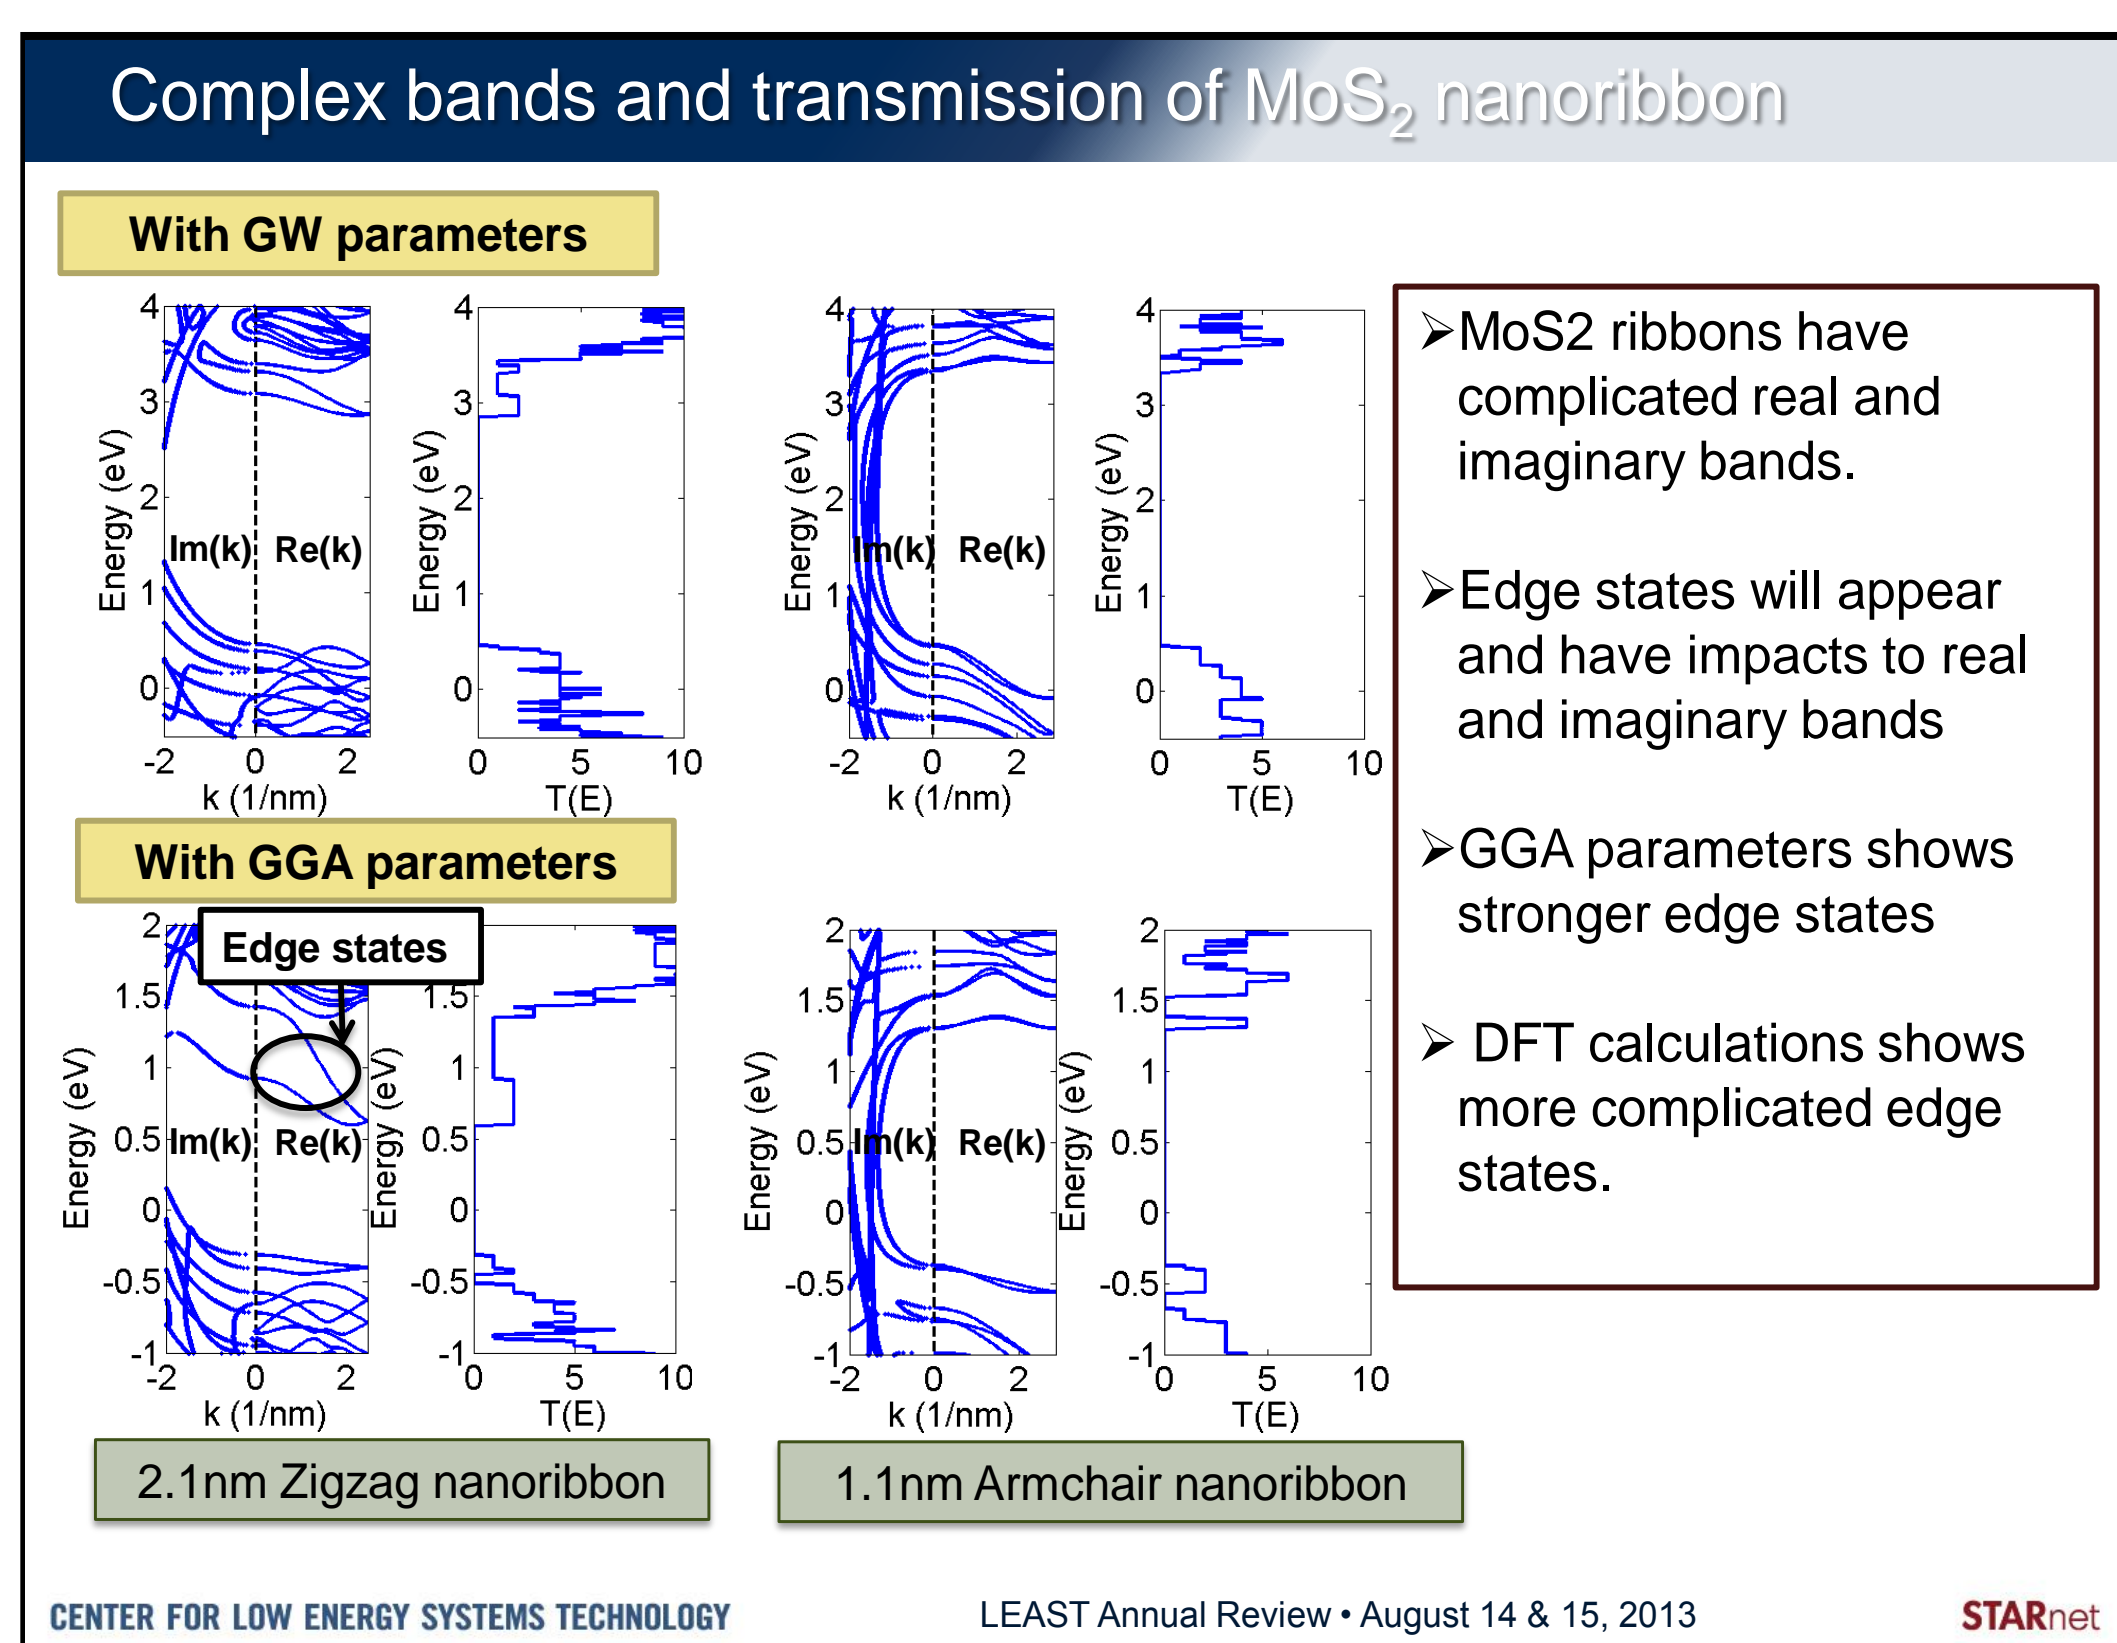 Complex bands and transmission of MoS2 nanoribbon
With GW parameters
4
3
2
1
0
Energy (eV)
Im(k)
Re(k)
-2
0
2
k (1/nm)
4
3
2
1
0
Energy (eV)
0
5
10
T(E)
4
3
2
1
0
Energy (eV)
Im(k)
Re(k)
-2
0
2
k (1/nm)
4
3
2
1
0
Energy (eV)
0
5
10
T(E)
With GGA parameters
Edge states
2
1.5
1
0.5
0
-0.5
-1
Energy (eV)
Im(k)
Re(k)
-2
0
2
k (1/nm)
1.5
1
0.5
0
-0.5
-1
Energy (eV)
0
5
10
T(E)
2
1.5
1
0.5
0
-0.5
-1
Energy (eV)
Im(k)
Re(k)
-2
0
2
k (1/nm)
2
1.5
1
0.5
0
-0.5
-1
Energy (eV)
0
5
10
T(E)
2.1nm Zigzag nanoribbon
1.1nm Armchair nanoribbon
➢MoS2 ribbons have
complicated real and
imaginary bands.
➢Edge states will appear
and have impacts to real
and imaginary bands
➢GGA parameters shows
stronger edge states
➢ DFT calculations shows
more complicated edge
states.
CENTER FOR LOW ENERGY SYSTEMS TECHNOLOGY
LEAST Annual Review • August 14 & 15, 2013
STARnet